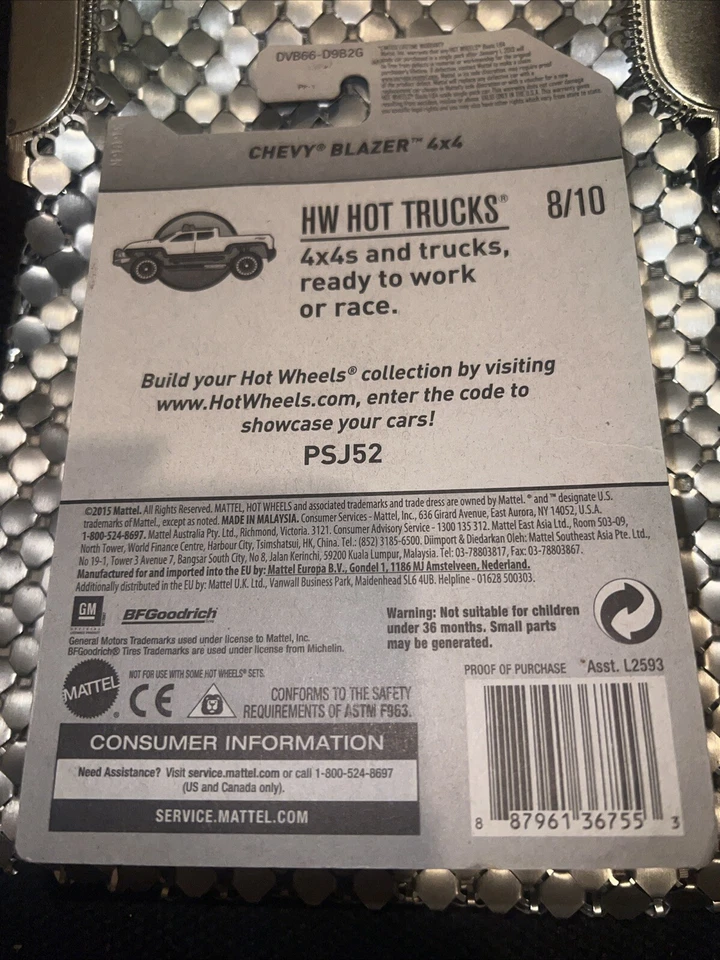 DVB66-D9B2G
CHEVY® BLAZER™ 4x4
HW HOT TRUCKS® 8/10
4x4s and trucks,
ready to work
or race.
Build your Hot Wheels® collection by visiting
www.HotWheels.com, enter the code to
showcase your cars!
PSJ52
©2015 Mattel. All Rights Reserved. MATTEL, HOT WHEELS and associated trademarks and trade dress are owned by Mattel. ® and ™ designate U.S.
trademarks of Mattel, except as noted. MADE IN MALAYSIA. Consumer Services - Mattel, Inc., 636 Girard Avenue, East Aurora, NY 14052, U.S.A.
1-800-524-8697. Mattel Australia Pty. Ltd., Richmond, Victoria. 3121. Consumer Advisory Service - 1300 135 312. Mattel East Asia Ltd., Room 503-09,
North Tower, World Finance Centre, Harbour City, Tsimshatsui, HK, China. Tel.: (852) 3185-6500. Diimport & Diedarkan Oleh: Mattel Southeast Asia Pte. Ltd.,
No 19-1, Tower 3 Avenue 7, Bangsar South City, No 8, Jalan Kerinchi, 59200 Kuala Lumpur, Malaysia. Tel: 03-78803817, Fax: 03-78803867.
Manufactured for and imported into the EU by: Mattel Europa B.V., Gondel 1, 1186 MJ Amstelveen, Nederland.
Additionally distributed in the EU by: Mattel U.K. Ltd., Vanwall Business Park, Maidenhead SL6 4UB. Helpline - 01628 500303.
GM
BFGoodrich
General Motors Trademarks used under license to Mattel, Inc.
BFGoodrich® Tires Trademarks are used under license from Michelin.
Warning: Not suitable for children
under 36 months. Small parts
may be generated.
MATTEL
NOT FOR USE WITH SOME HOT WHEELS® SETS.
CE
CONFORMS TO THE SAFETY
REQUIREMENTS OF ASTM F963.
PROOF OF PURCHASE *Asst. L2593
CONSUMER INFORMATION
Need Assistance? Visit service.mattel.com or call 1-800-524-8697
(US and Canada only).
SERVICE.MATTEL.COM
8 87961 36755 3